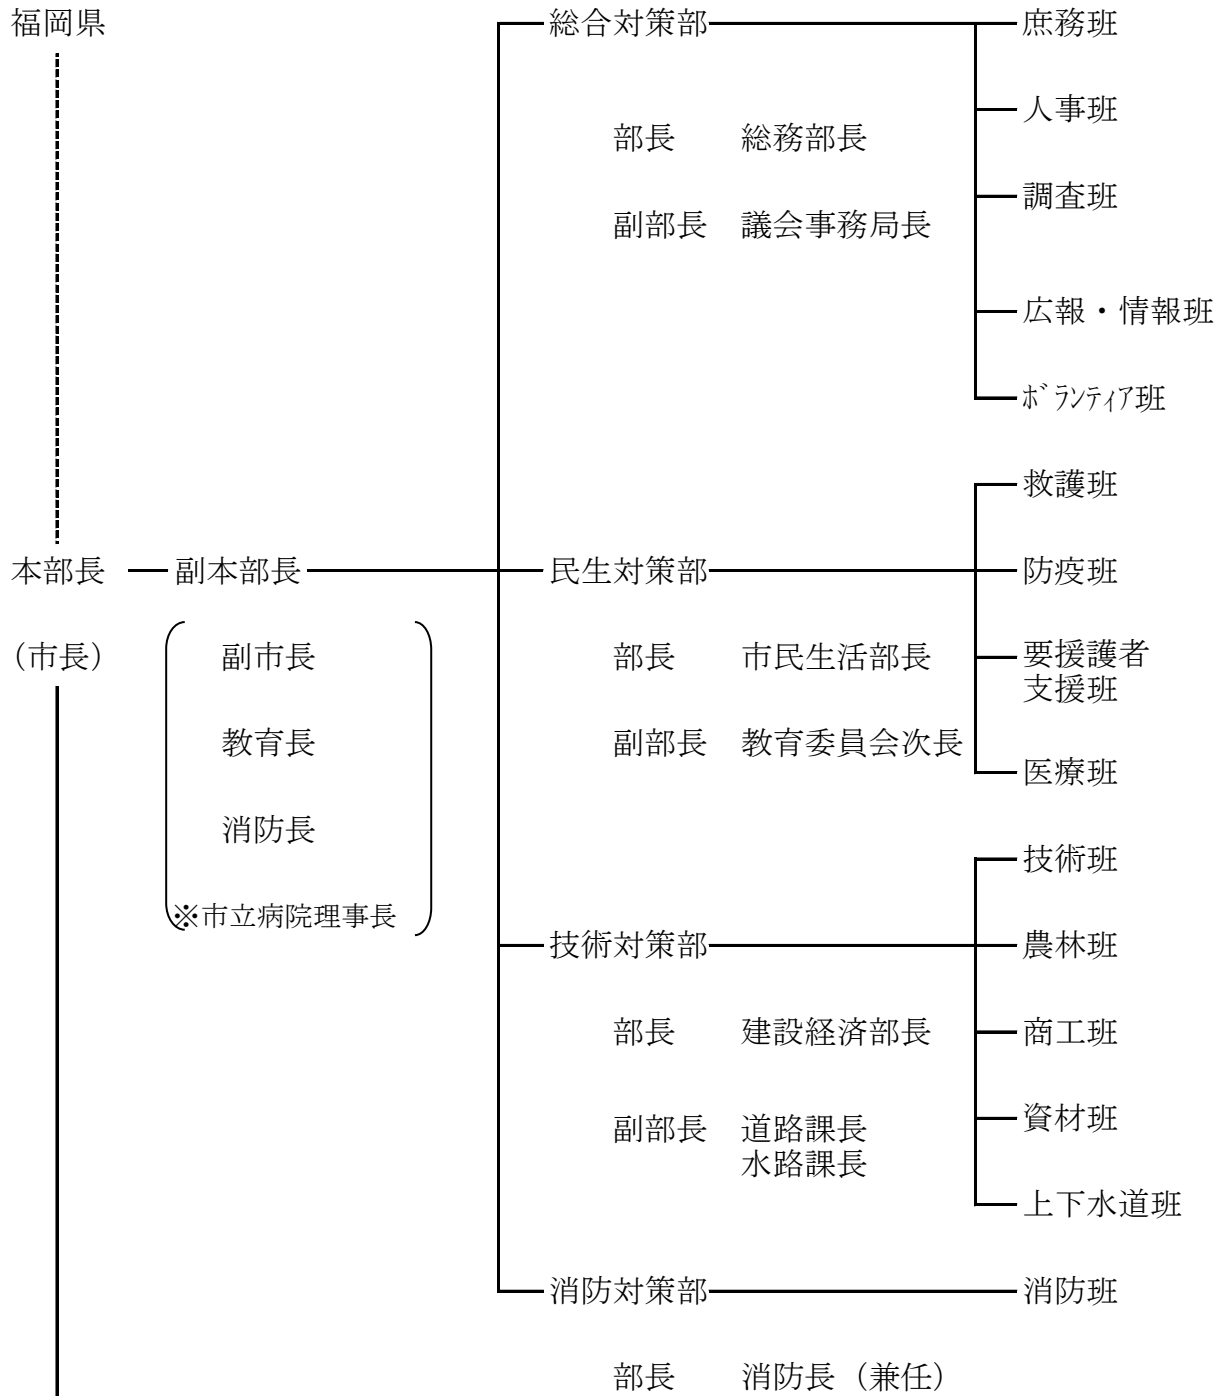 福岡県
総合対策部
庶務班
人事班
部長 総務部長
調査班
副部長 議会事務局長
広報・情報班
ﾎﾞﾗﾝﾃｨｱ班
救護班
本部長
副本部長
民生対策部
防疫班
(市長)
副市長
部長 市民生活部長
要援護者
支援班
教育長
副部長 教育委員会次長
医療班
消防長
技術班
※市立病院理事長
技術対策部
農林班
部長 建設経済部長
商工班
副部長 道路課長
水路課長
資材班
上下水道班
消防対策部
消防班
部長 消防長（兼任）